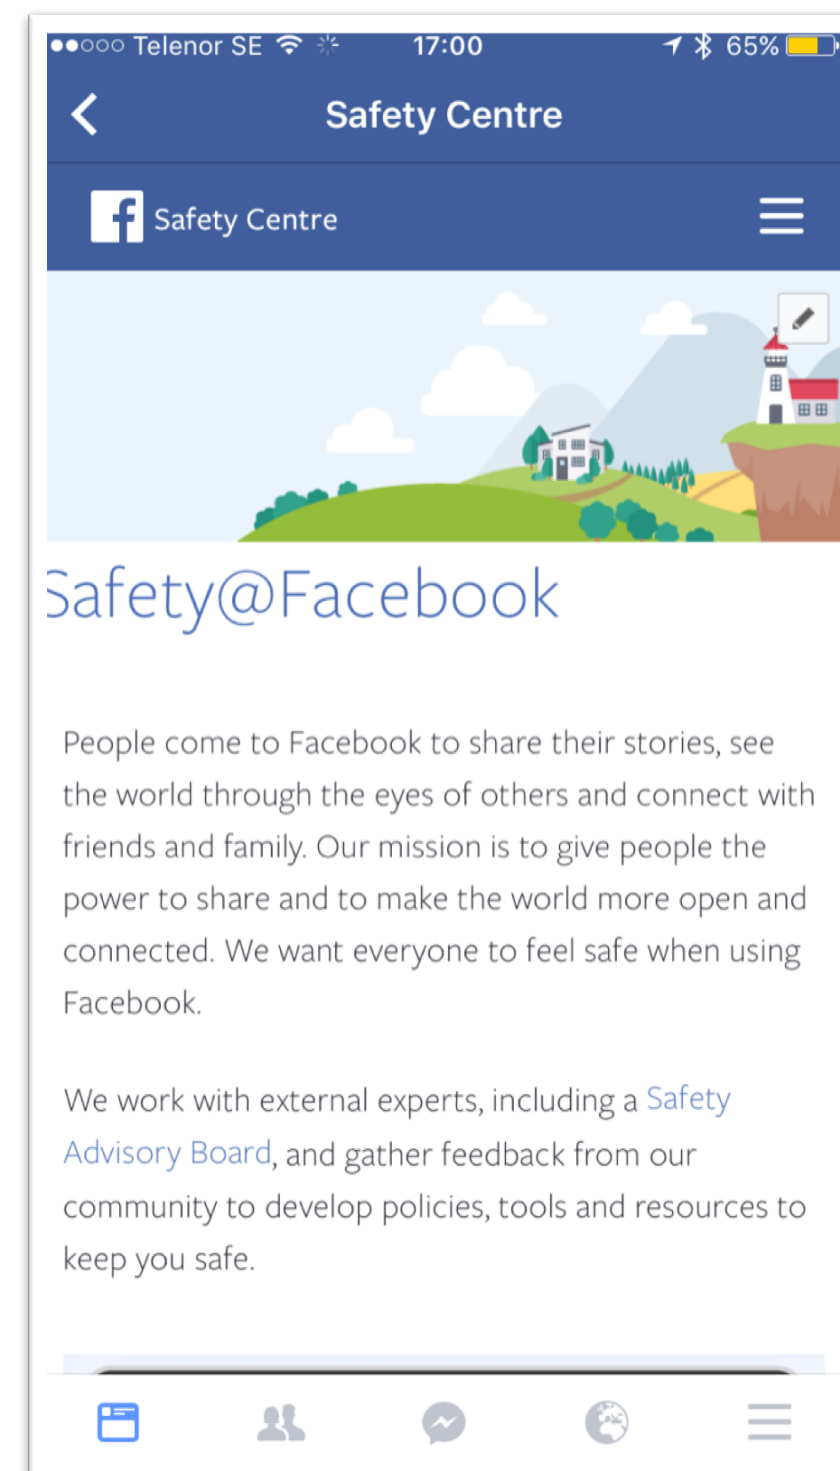 Telenor SE 17:00 65%
Safety Centre
Safety Centre
Safety@Facebook
People come to Facebook to share their stories, see
the world through the eyes of others and connect with
friends and family. Our mission is to give people the
power to share and to make the world more open and
connected. We want everyone to feel safe when using
Facebook.
We work with external experts, including a Safety
Advisory Board, and gather feedback from our
community to develop policies, tools and resources to
keep you safe.